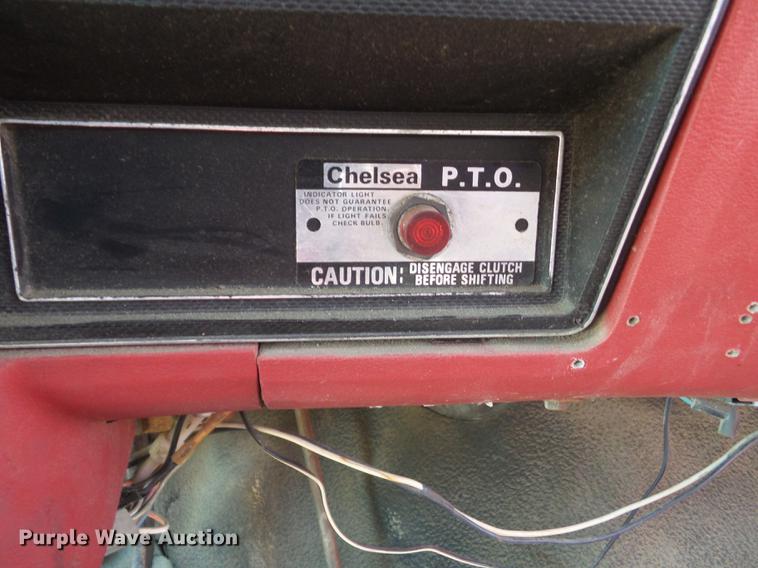 Chelsea P.T.O.
INDICATOR LIGHT
DOES NOT GUARANTEE
P.T.O. OPERATION.
IF LIGHT FAILS
CHECK BULB.
CAUTION: DISENGAGE CLUTCH
BEFORE SHIFTING
Purple Wave Auction